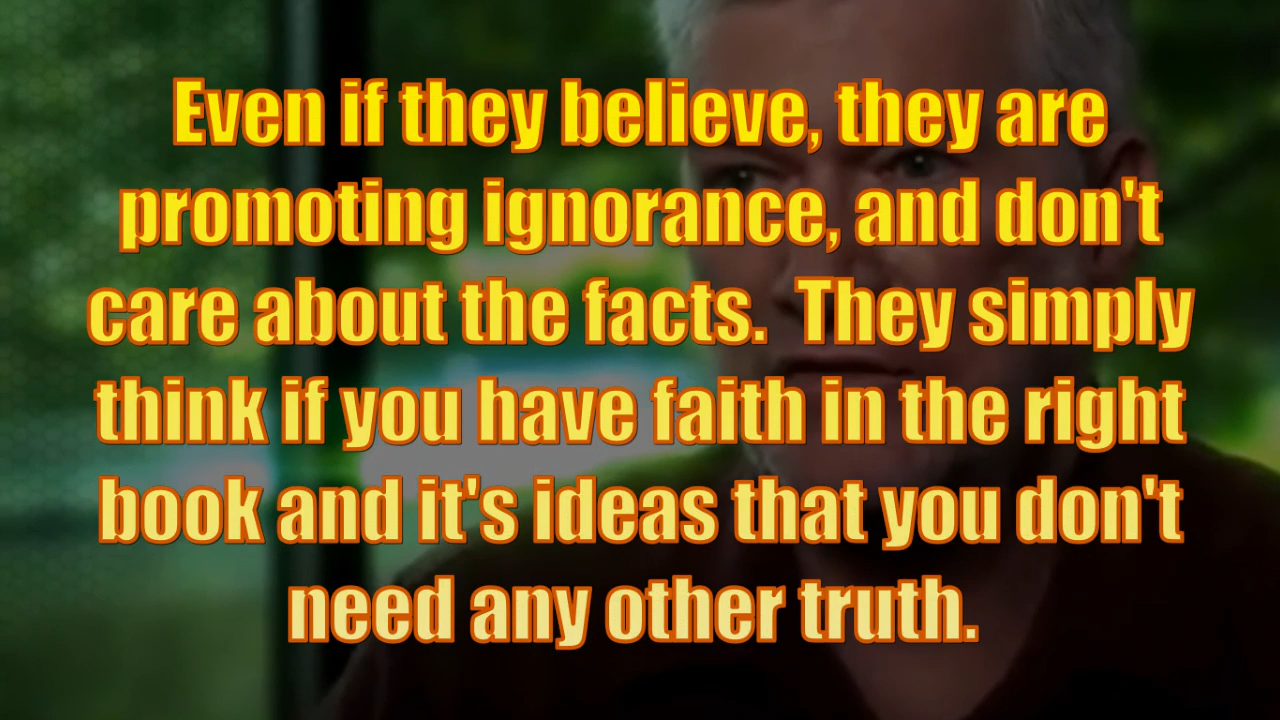 Even if they believe, they are
promoting ignorance, and don't
care about the facts.  They simply
think if you have faith in the right
book and it's ideas that you don't
need any other truth.